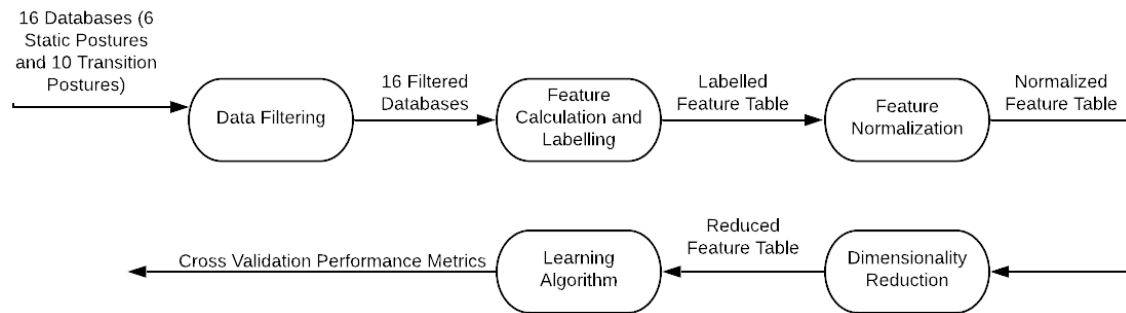 16 Databases (6
Static Postures
and 10 Transition
Postures)
Data Filtering
16 Filtered
Databases
Feature
Calculation and
Labelling
Labelled
Feature Table
Feature
Normalization
Normalized
Feature Table
Dimensionality
Reduction
Reduced
Feature Table
Learning
Algorithm
Cross Validation Performance Metrics